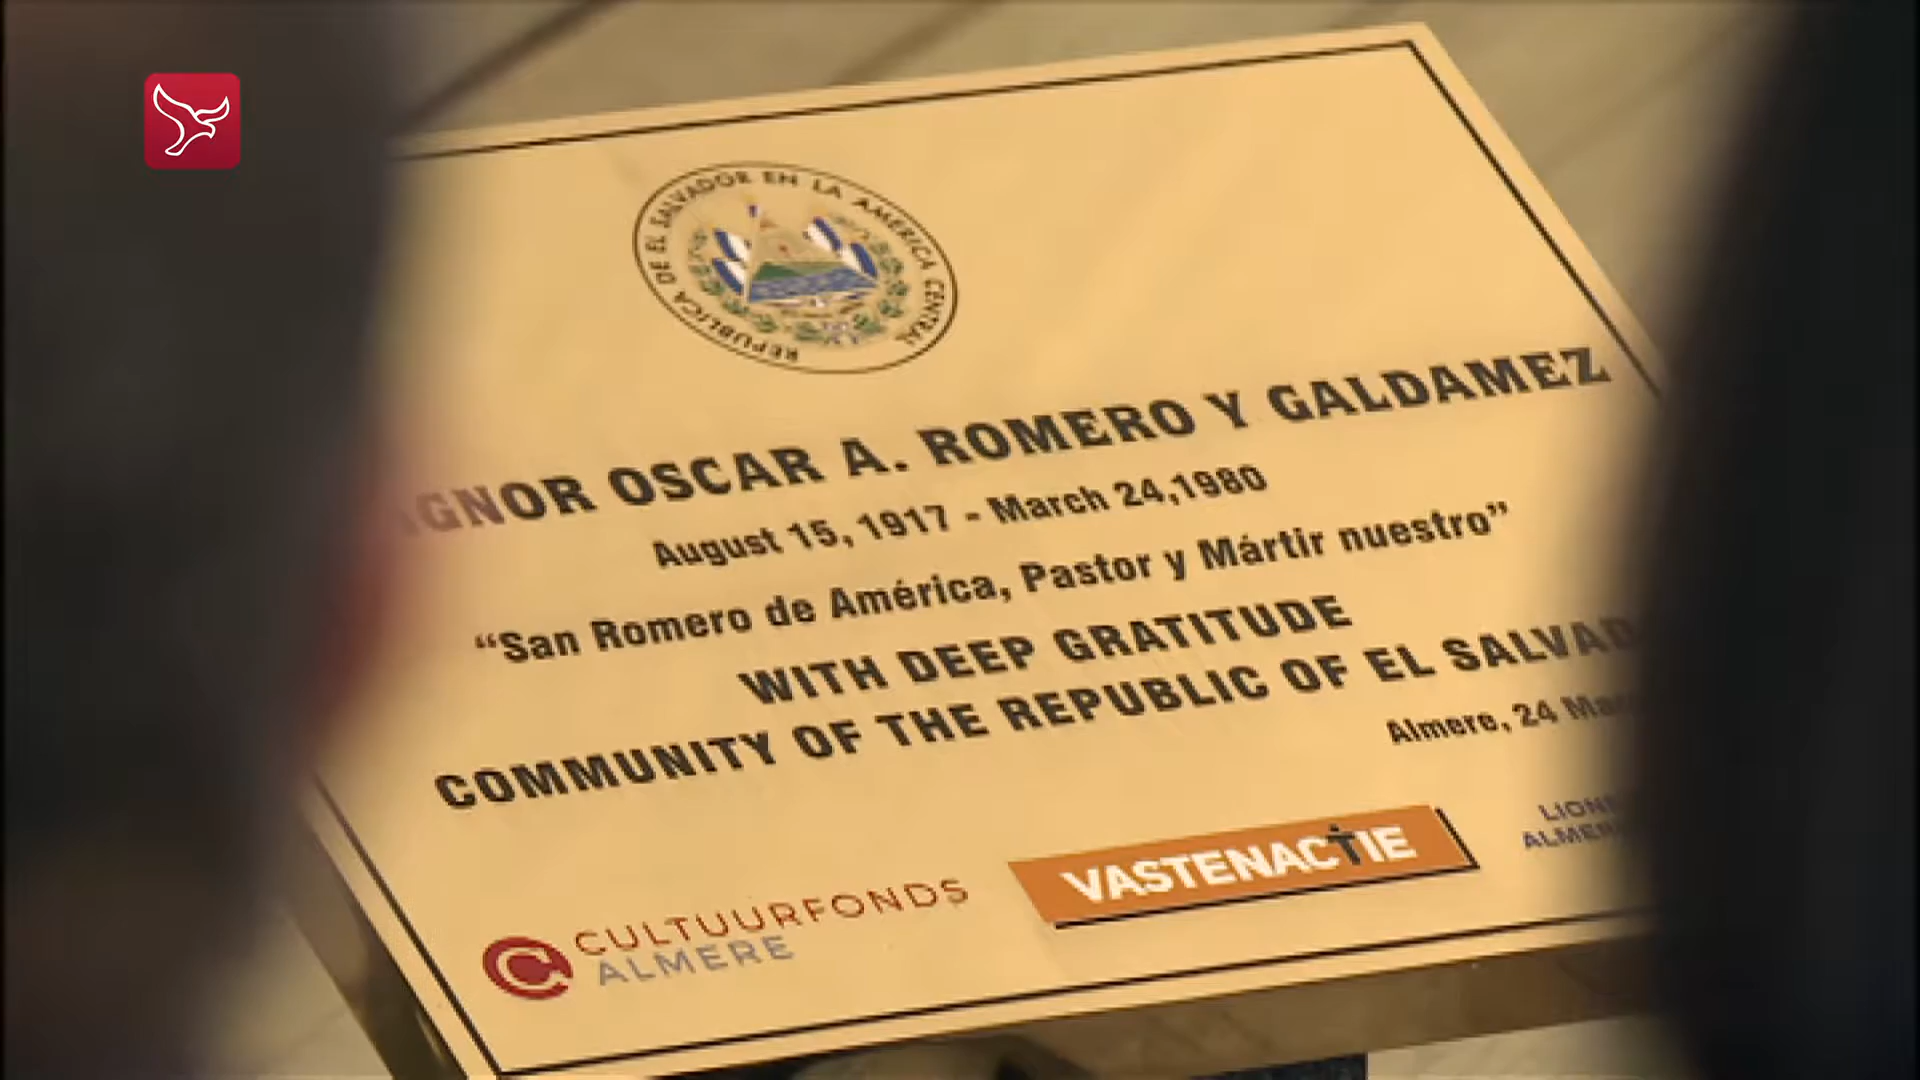 REPUBLICA DE EL SALVADOR EN LA AMERICA CENTRAL
OSCAR A. ROMERO Y GALDAMEZ
August 15, 1917 - March 24,1980
“San Romero de América, Pastor y Mártir nuestro”
WITH DEEP GRATITUDE
COMMUNITY OF THE REPUBLIC OF EL
Almere, 24
CULTUURFONDS
ALMERE
VASTENACTIE